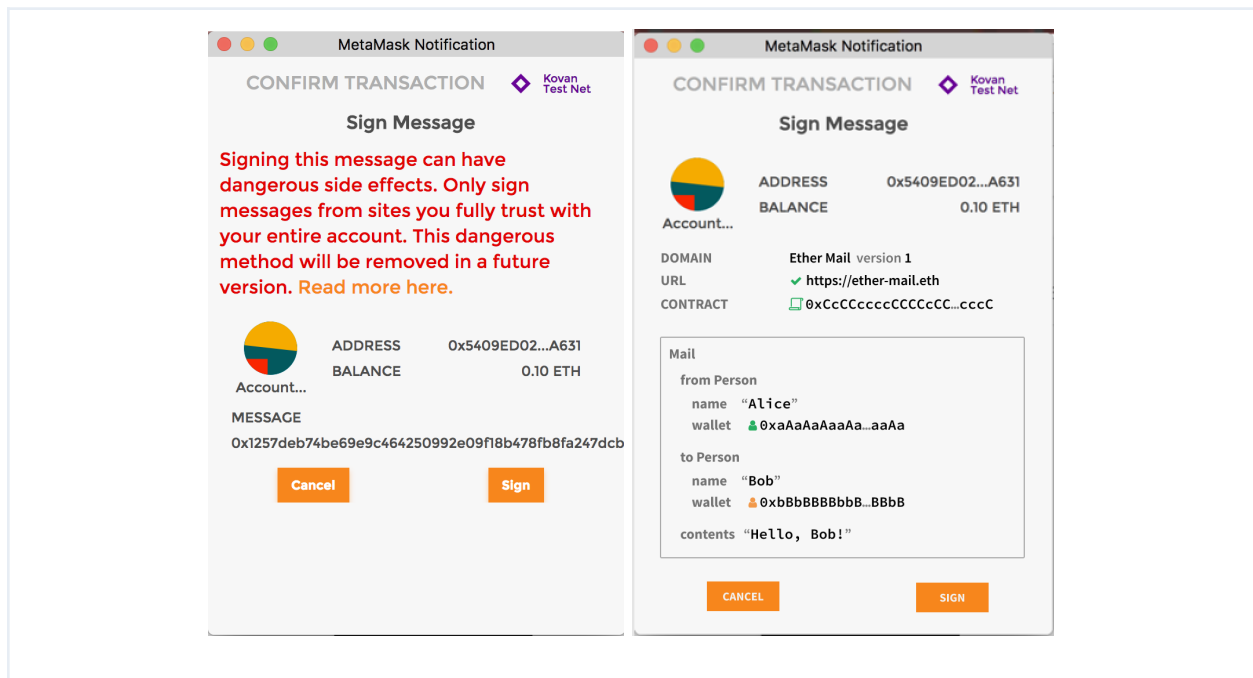 MetaMask Notification
CONFIRM TRANSACTION
Kovan
Test Net
Sign Message
Signing this message can have
dangerous side effects. Only sign
messages from sites you fully trust with
your entire account. This dangerous
method will be removed in a future
version. Read more here.
Account...
ADDRESS 0x5409ED02...A631
BALANCE 0.10 ETH
MESSAGE
0x1257deb74be69e9c464250992e09f18b478fb8fa247dcb
Cancel
Sign
MetaMask Notification
CONFIRM TRANSACTION
Kovan
Test Net
Sign Message
ADDRESS 0x5409ED02...A631
BALANCE 0.10 ETH
Account...
DOMAIN Ether Mail version 1
URL https://ether-mail.eth
CONTRACT 0xCcCCccccCCCCcCC…cccC
Mail
from Person
name “Alice”
wallet 0xaAaAaAaaAa…aaAa
to Person
name “Bob”
wallet 0xbBbBBBBbbB…BBbB
contents “Hello, Bob!”
CANCEL
SIGN